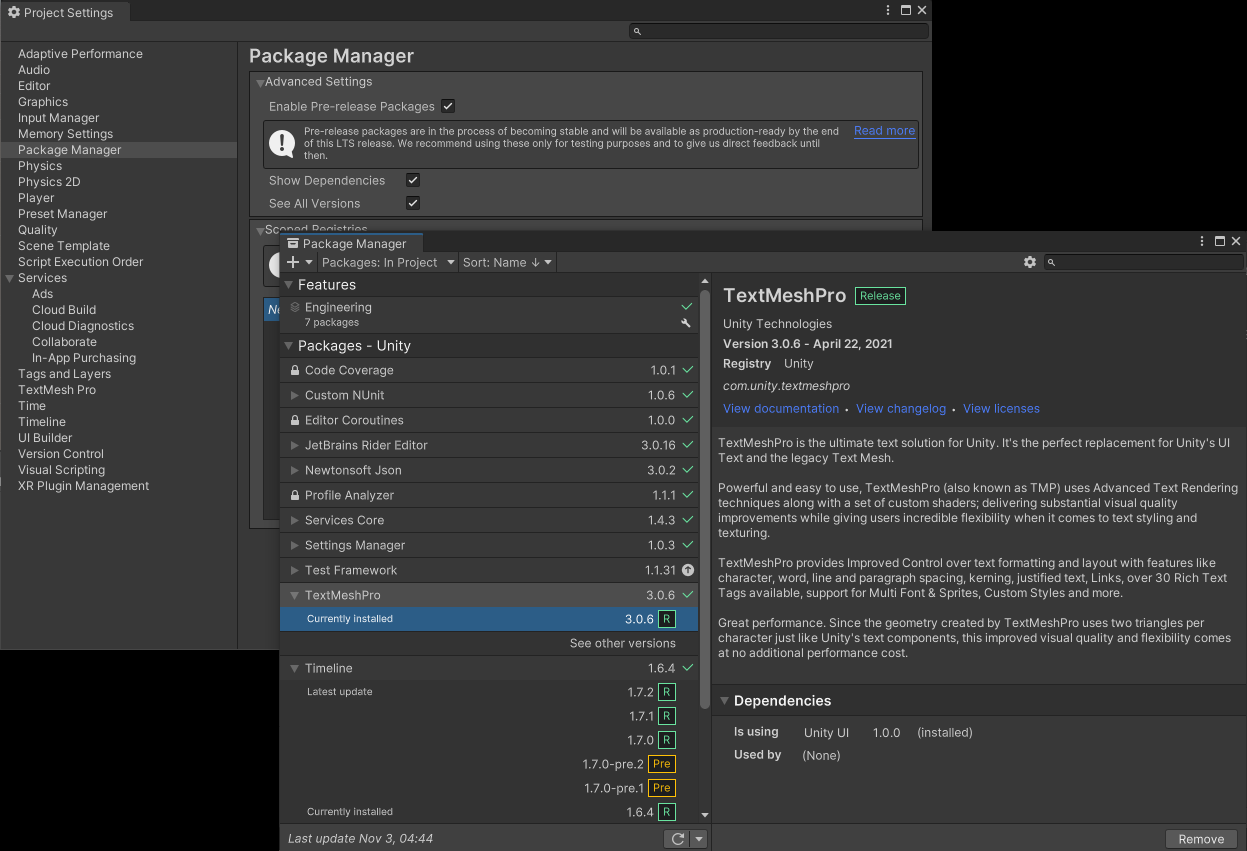 Project Settings
Adaptive Performance
Audio
Editor
Graphics
Input Manager
Memory Settings
Package Manager
Physics
Physics 2D
Player
Preset Manager
Quality
Scene Template
Script Execution Order
Services
Ads
Cloud Build
Cloud Diagnostics
Collaborate
In-App Purchasing
Tags and Layers
TextMesh Pro
Time
Timeline
UI Builder
Version Control
Visual Scripting
XR Plugin Management
Package Manager
Advanced Settings
Enable Pre-release Packages
Pre-release packages are in the process of becoming stable and will be available as production-ready by the end
of this LTS release. We recommend using these only for testing purposes and to give us direct feedback until
then.
Read more
Show Dependencies
See All Versions
Scoped Registries
Package Manager
Packages: In Project
Sort: Name ↓
Features
Engineering
7 packages
Packages - Unity
Code Coverage 1.0.1
Custom NUnit 1.0.6
Editor Coroutines 1.0.0
JetBrains Rider Editor 3.0.16
Newtonsoft Json 3.0.2
Profile Analyzer 1.1.1
Services Core 1.4.3
Settings Manager 1.0.3
Test Framework 1.1.31
TextMeshPro 3.0.6
Currently installed 3.0.6 R
See other versions
Timeline 1.6.4
Latest update 1.7.2 R
1.7.1 R
1.7.0 R
1.7.0-pre.2 Pre
1.7.0-pre.1 Pre
Currently installed 1.6.4 R
Last update Nov 3, 04:44
TextMeshPro Release
Unity Technologies
Version 3.0.6 - April 22, 2021
Registry Unity
com.unity.textmeshpro
View documentation • View changelog • View licenses
TextMeshPro is the ultimate text solution for Unity. It's the perfect replacement for Unity's UI
Text and the legacy Text Mesh.
Powerful and easy to use, TextMeshPro (also known as TMP) uses Advanced Text Rendering
techniques along with a set of custom shaders; delivering substantial visual quality
improvements while giving users incredible flexibility when it comes to text styling and
texturing.
TextMeshPro provides Improved Control over text formatting and layout with features like
character, word, line and paragraph spacing, kerning, justified text, Links, over 30 Rich Text
Tags available, support for Multi Font & Sprites, Custom Styles and more.
Great performance. Since the geometry created by TextMeshPro uses two triangles per
character just like Unity's text components, this improved visual quality and flexibility comes
at no additional performance cost.
Dependencies
Is using Unity UI 1.0.0 (installed)
Used by (None)
Remove